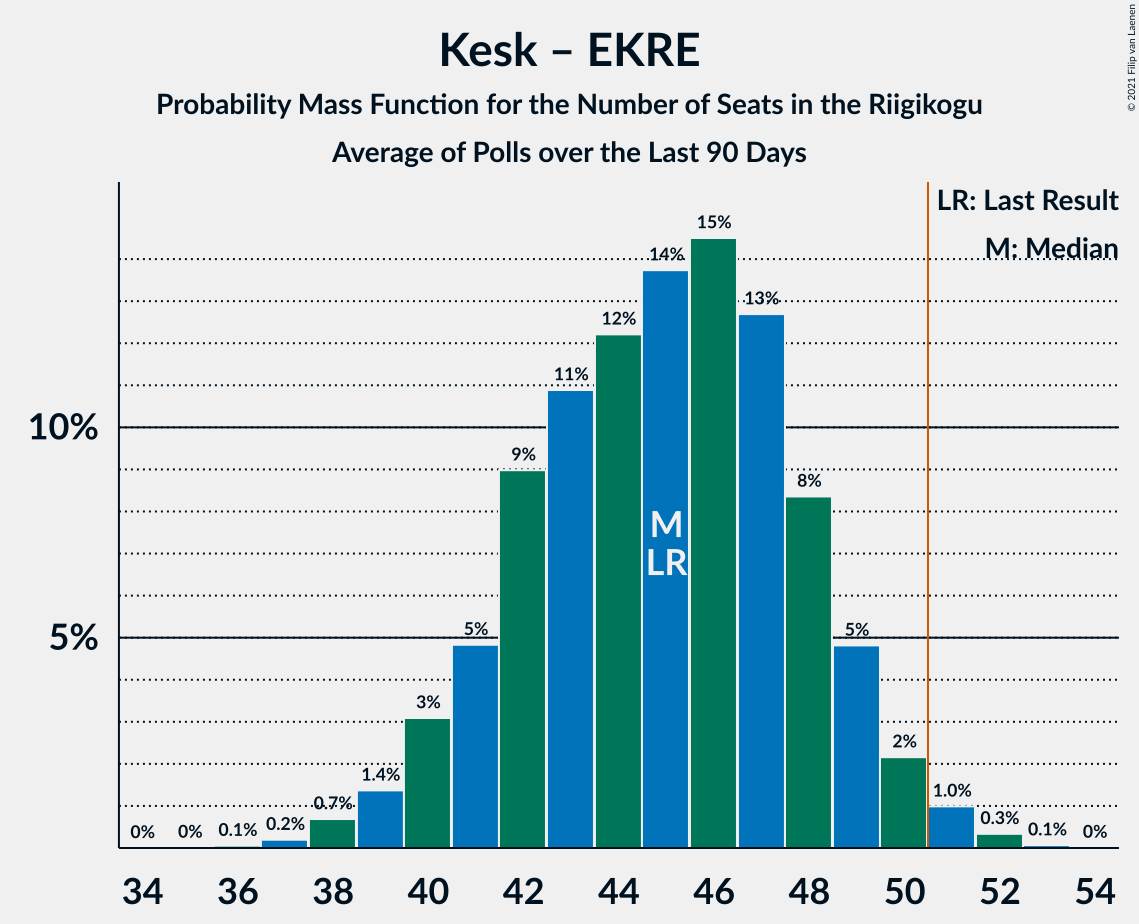 Kesk – EKRE
Probability Mass Function for the Number of Seats in the Riigikogu
Average of Polls over the Last 90 Days
© 2021 Filip van Laenen
LR: Last Result
M: Median
15%
14%
13%
12%
11%
10%
9%
8%
M
LR
5%
5%
5%
3%
2%
1.4%
1.0%
0.7%
0.3%
0% 0% 0.1% 0.2% 0.1% 0%
34 36 38 40 42 44 46 48 50 52 54